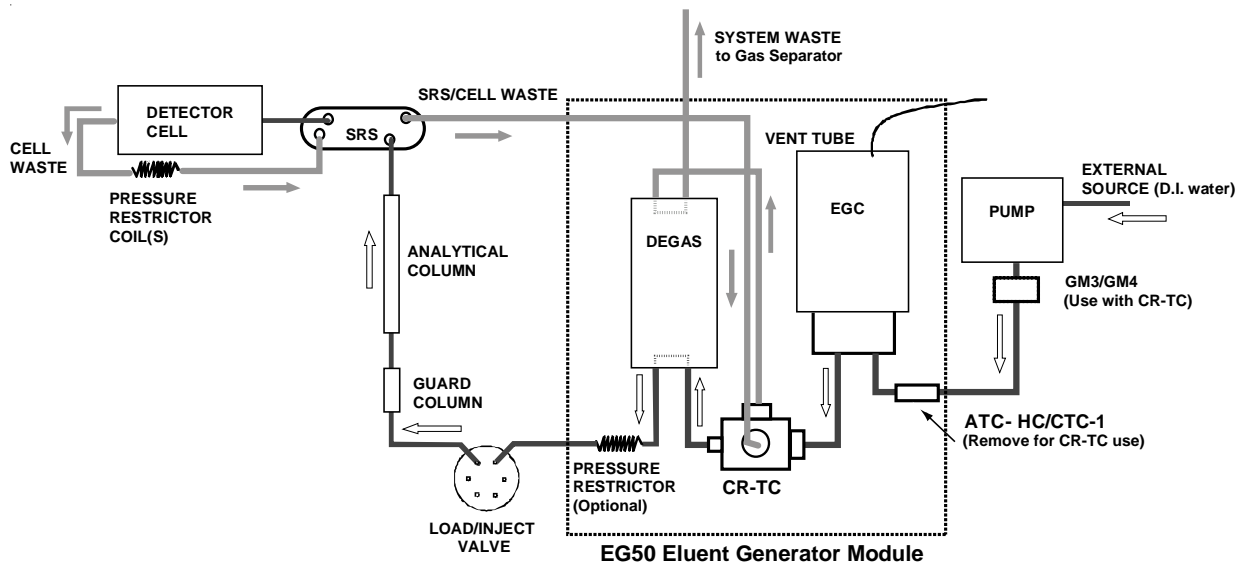 SYSTEM WASTE
to Gas Separator
DETECTOR
CELL
SRS/CELL WASTE
SRS
CELL
WASTE
PRESSURE
RESTRICTOR
COIL(S)
VENT TUBE
EGC
EXTERNAL
SOURCE (D.I. water)
PUMP
DEGAS
ANALYTICAL
COLUMN
GM3/GM4
(Use with CR-TC)
GUARD
COLUMN
ATC- HC/CTC-1
(Remove for CR-TC use)
PRESSURE
RESTRICTOR
(Optional)
CR-TC
LOAD/INJECT
VALVE
EG50 Eluent Generator Module